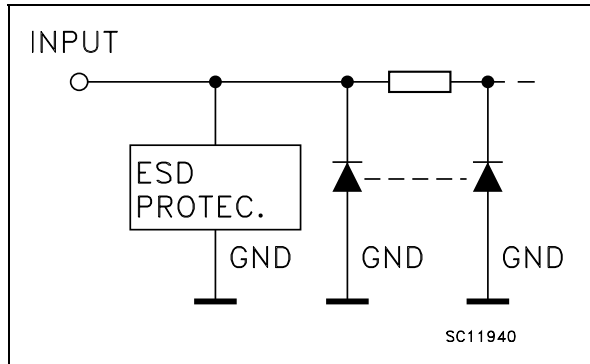 INPUT
ESD
PROTEC.
GND
GND
GND
SC11940